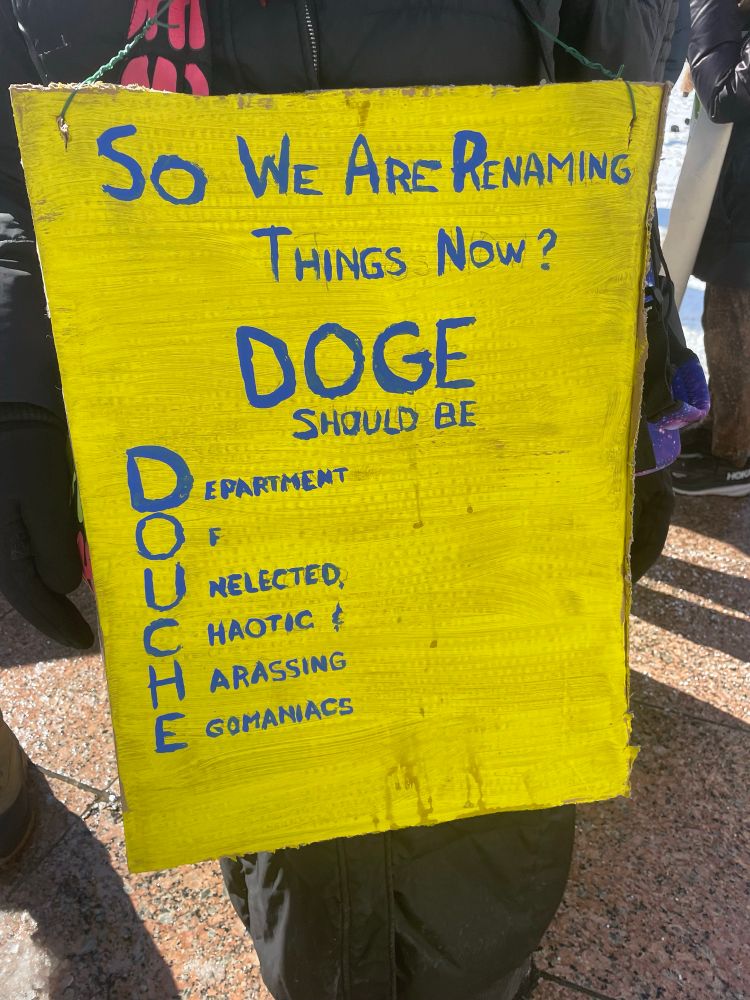 So We Are Renaming
Things Now?
DOGE
SHOULD BE
DEPARTMENT
OF
UNELECTED,
CHAOTIC &
HARASSING
EGOMANIACS